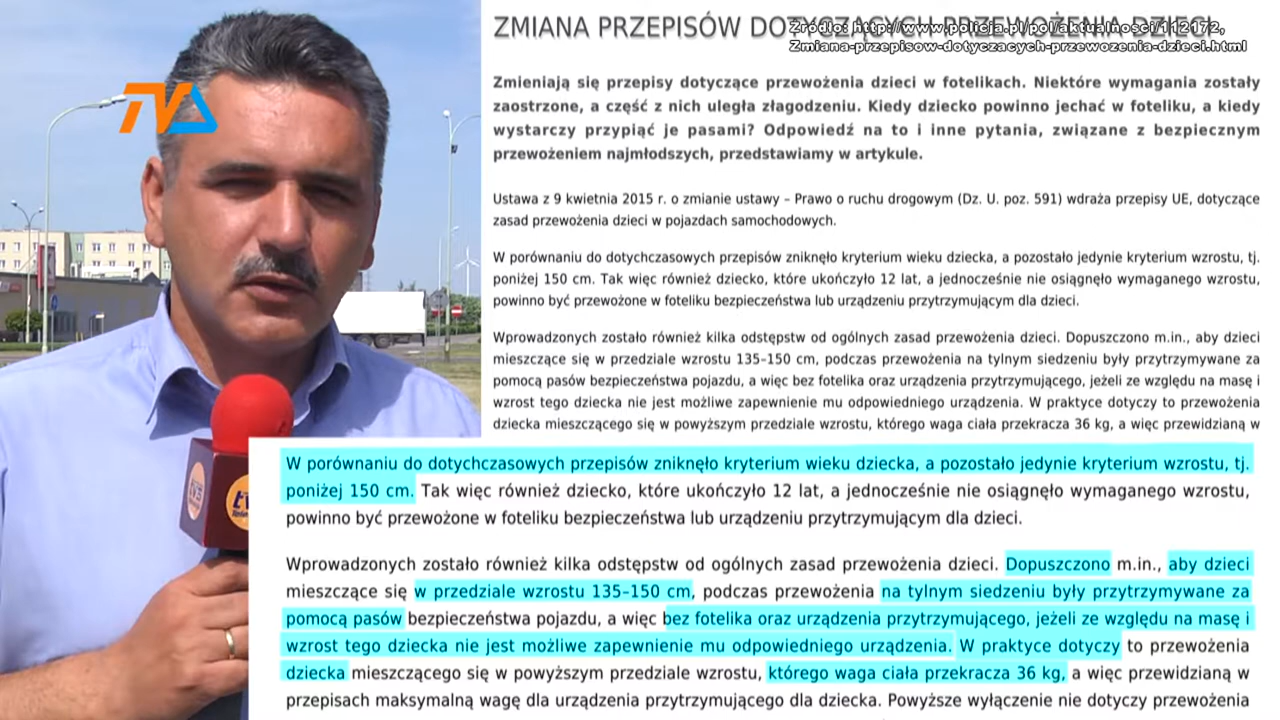 ZMIANA PRZEPISÓW DOTYCZĄCYCH PRZEWOŻENIA DZIECI
Źródło: http://www.policja.pl/pol/aktualnosci/112172,
Zmiana-przepisow-dotyczacych-przewozenia-dzieci.html
TVS
Zmieniają się przepisy dotyczące przewożenia dzieci w fotelikach. Niektóre wymagania zostały
zaostrzone, a część z nich uległa złagodzeniu. Kiedy dziecko powinno jechać w foteliku, a kiedy
wystarczy przypiąć je pasami? Odpowiedź na to i inne pytania, związane z bezpiecznym
przewożeniem najmłodszych, przedstawiamy w artykule.
Ustawa z 9 kwietnia 2015 r. o zmianie ustawy – Prawo o ruchu drogowym (Dz. U. poz. 591) wdraża przepisy UE, dotyczące
zasad przewożenia dzieci w pojazdach samochodowych.
W porównaniu do dotychczasowych przepisów zniknęło kryterium wieku dziecka, a pozostało jedynie kryterium wzrostu, tj.
poniżej 150 cm. Tak więc również dziecko, które ukończyło 12 lat, a jednocześnie nie osiągnęło wymaganego wzrostu,
powinno być przewożone w foteliku bezpieczeństwa lub urządzeniu przytrzymującym dla dzieci.
Wprowadzonych zostało również kilka odstępstw od ogólnych zasad przewożenia dzieci. Dopuszczono m.in., aby dzieci
mieszczące się w przedziale wzrostu 135–150 cm, podczas przewożenia na tylnym siedzeniu były przytrzymywane za
pomocą pasów bezpieczeństwa pojazdu, a więc bez fotelika oraz urządzenia przytrzymującego, jeżeli ze względu na masę i
wzrost tego dziecka nie jest możliwe zapewnienie mu odpowiedniego urządzenia. W praktyce dotyczy to przewożenia
dziecka mieszczącego się w powyższym przedziale wzrostu, którego waga ciała przekracza 36 kg, a więc przewidzianą w
W porównaniu do dotychczasowych przepisów zniknęło kryterium wieku dziecka, a pozostało jedynie kryterium wzrostu, tj.
poniżej 150 cm. Tak więc również dziecko, które ukończyło 12 lat, a jednocześnie nie osiągnęło wymaganego wzrostu,
powinno być przewożone w foteliku bezpieczeństwa lub urządzeniu przytrzymującym dla dzieci.
Wprowadzonych zostało również kilka odstępstw od ogólnych zasad przewożenia dzieci. Dopuszczono m.in., aby dzieci
mieszczące się w przedziale wzrostu 135–150 cm, podczas przewożenia na tylnym siedzeniu były przytrzymywane za
pomocą pasów bezpieczeństwa pojazdu, a więc bez fotelika oraz urządzenia przytrzymującego, jeżeli ze względu na masę i
wzrost tego dziecka nie jest możliwe zapewnienie mu odpowiedniego urządzenia. W praktyce dotyczy to przewożenia
dziecka mieszczącego się w powyższym przedziale wzrostu, którego waga ciała przekracza 36 kg, a więc przewidzianą w
przepisach maksymalną wagę dla urządzenia przytrzymującego dla dziecka. Powyższe wyłączenie nie dotyczy przewożenia